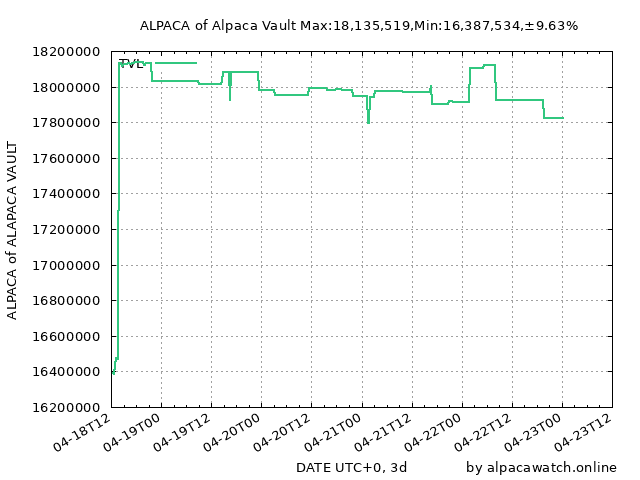 ALPACA of Alpaca Vault Max:18,135,519,Min:16,387,534,±9.63%
TVL
18200000
18000000
17800000
17600000
17400000
17200000
17000000
16800000
16600000
16400000
16200000
ALPACA of ALAPACA VAULT
04-18T12
04-19T00
04-19T12
04-20T00
04-20T12
04-21T00
04-21T12
04-22T00
04-22T12
04-23T00
04-23T12
DATE UTC+0, 3d
by alpacawatch.online